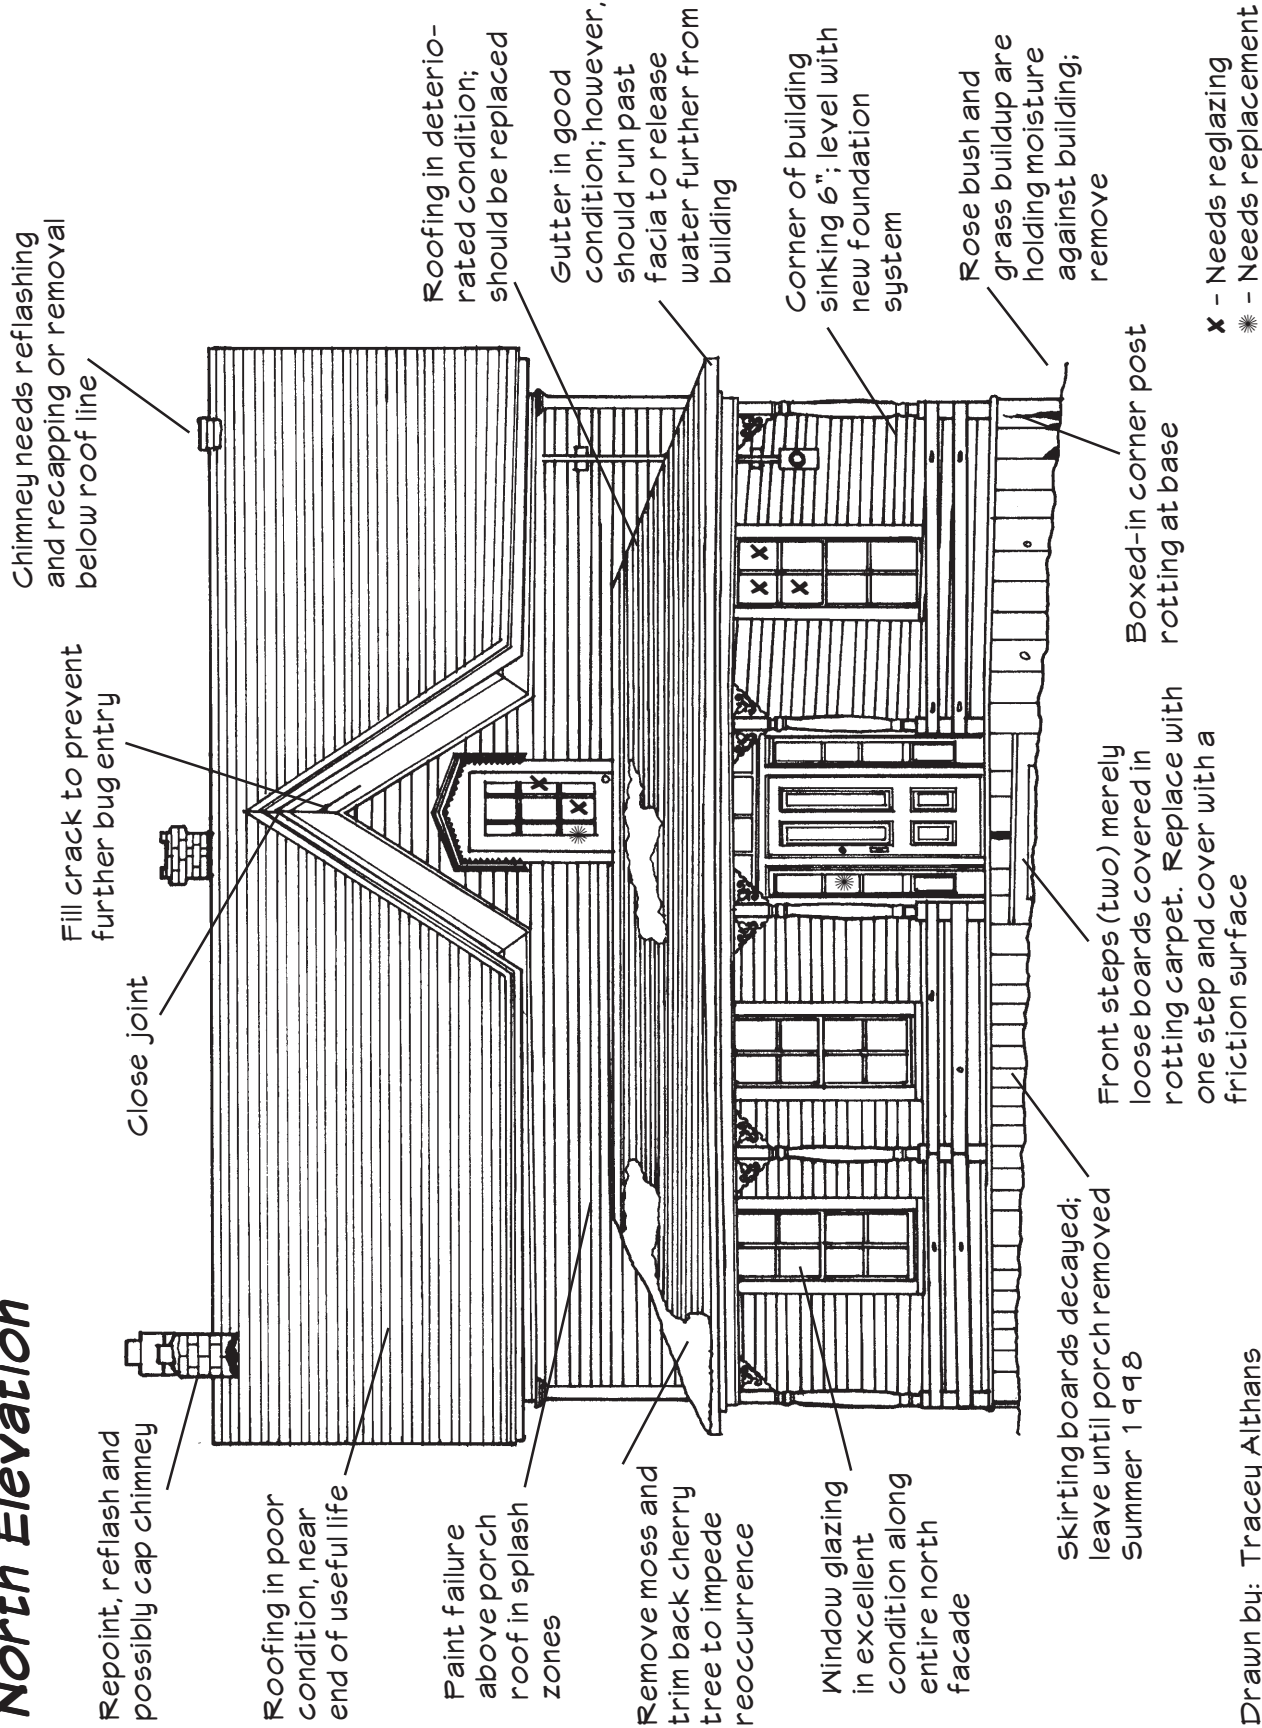 North Elevation
Repoint, reflash and
possibly cap chimney
Roofing in poor
condition, near
end of useful life
Paint failure
above porch
roof in splash
zones
Remove moss and
trim back cherry
tree to impede
reoccurrence
Window glazing
in excellent
condition along
entire north
facade
Close joint
Fill crack to prevent
further bug entry
Chimney needs reflashing
and recapping or removal
below roof line
Roofing in deterio-
rated condition;
should be replaced
Gutter in good
condition; however,
should run past
facia to release
water further from
building
Corner of building
sinking 6"; level with
new foundation
system
Rose bush and
grass buildup are
holding moisture
against building;
remove
Skirting boards decayed;
leave until porch removed
Summer 1998
Front steps (two) merely
loose boards covered in
rotting carpet. Replace with
one step and cover with a
friction surface
Boxed-in corner post
rotting at base
x - Needs reglazing
✺ - Needs replacement
Drawn by: Tracey Althans